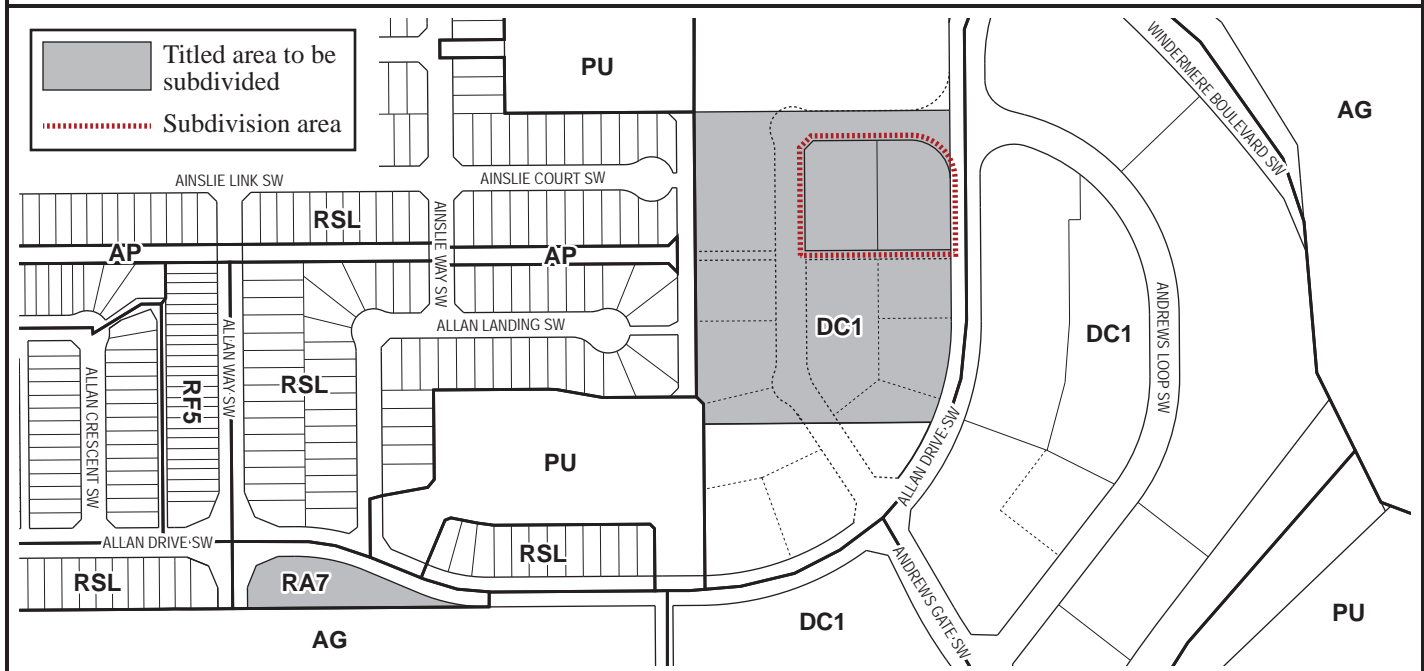 Titled area to be
subdivided
Subdivision area
PU
WINDERMERE BOULEVARD SW
AG
AINSLIE LINK SW
AINSLIE COURT SW
RSL
AINSLIE WAY SW
AP
AP
ALLAN LANDING SW
DC1
DC1
ANDREWS LOOP SW
ALLAN CRESCENT SW
RF5
ALLAN WAY SW
RSL
PU
ALLAN DRIVE SW
ALLAN DRIVE SW
RSL
RSL
RA7
ANDREWS GATE SW
AG
DC1
PU